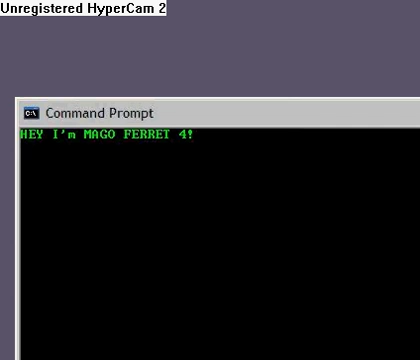 Unregistered HyperCam 2
C:\ Command Prompt
HEY I'm MAGO FERRET 4!